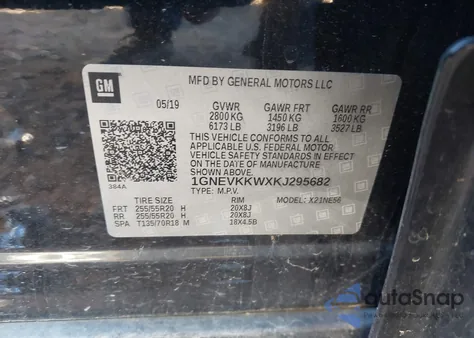 GM
MFD BY GENERAL MOTORS LLC
05/19 GVWR GAWR FRT GAWR RR
2800 KG 1450 KG 1600 KG
6173 LB 3196 LB 3527 LB
THIS VEHICLE CONFORMS TO ALL
APPLICABLE U.S. FEDERAL MOTOR
VEHICLE SAFETY STANDARDS IN EFFECT
ON THE DATE OF MANUFACTURE
SHOWN ABOVE.
1GNEVKKWXKJ295682
384A
TYPE: M.P.V. MODEL: X21NE56
TIRE SIZE RIM
FRT 255/55R20 H 20X8J
RR 255/55R20 H 20X8J
SPA T135/70R18 M 18X4.5B
autoSnap